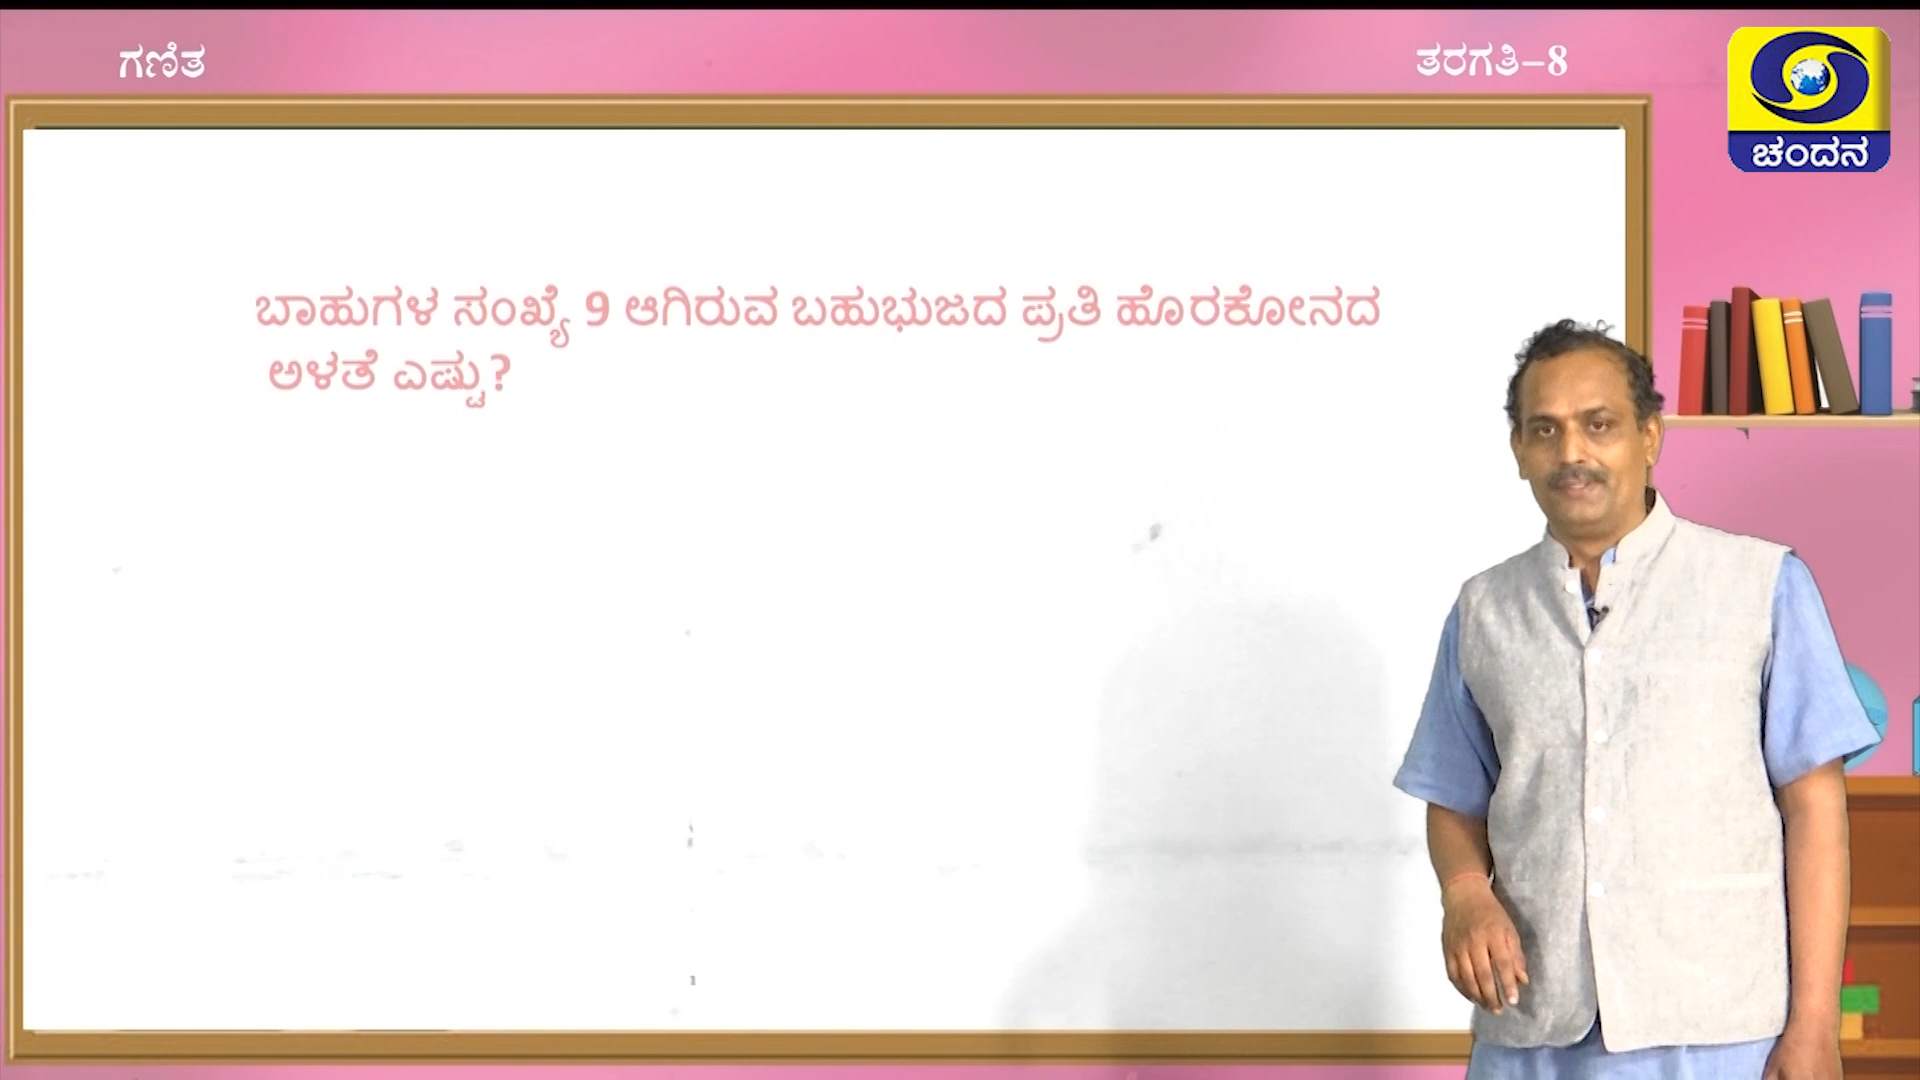 ಗಣಿತ
ತರಗತಿ-8
ಚಂದನ
ಬಾಹುಗಳ ಸಂಖ್ಯೆ 9 ಆಗಿರುವ ಬಹುಭುಜದ ಪ್ರತಿ ಹೊರಕೋನದ
ಅಳತೆ ಎಷ್ಟು?